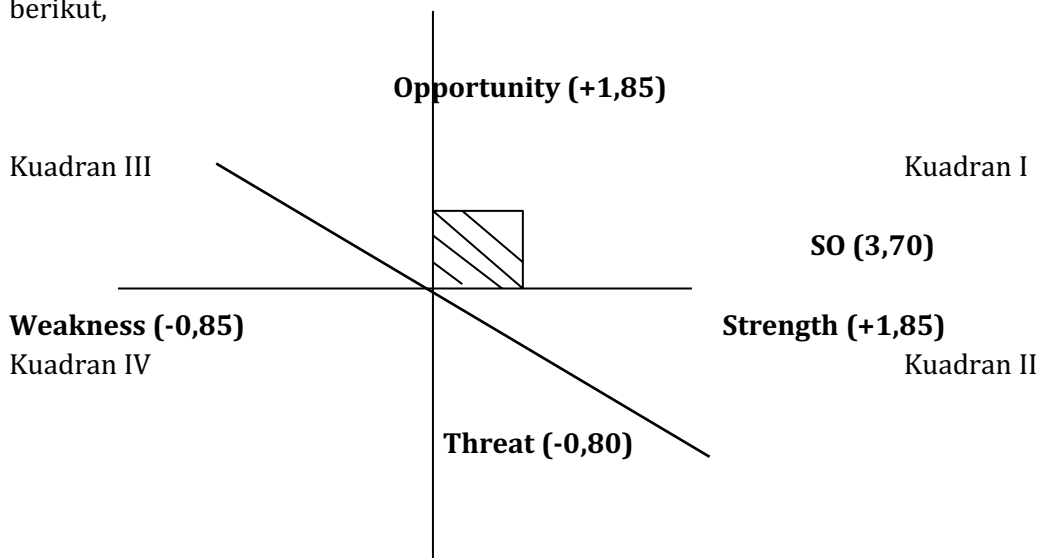 berikut,
Opportunity (+1,85)
Kuadran III Kuadran I
SO (3,70)
Weakness (-0,85) Strength (+1,85)
Kuadran IV Kuadran II
Threat (-0,80)